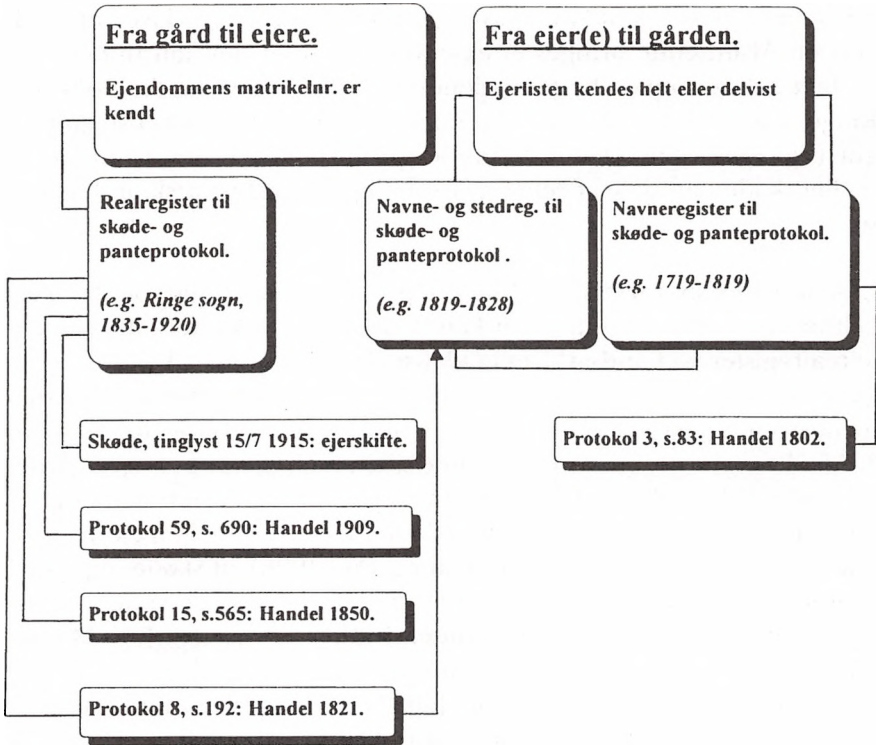 Fra gård til ejere.
Ejendommens matrikelnr. er
kendt
Fra ejer(e) til gården.
Ejerlisten kendes helt eller delvist
Realregister til
skøde- og
panteprotokol.
(e.g. Ringe sogn,
1835-1920)
Navne- og stedreg. til
skøde- og
panteprotokol .
(e.g. 1819-1828)
Navneregister til
skøde- og panteprotokol.
(e.g. 1719-1819)
Skøde, tinglyst 15/7 1915: ejerskifte.
Protokol 3, s.83: Handel 1802.
Protokol 59, s. 690: Handel 1909.
Protokol 15, s.565: Handel 1850.
Protokol 8, s.192: Handel 1821.